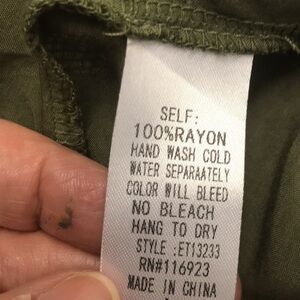 SELF:
100%RAYON
HAND WASH COLD
WATER SEPARAATELY
COLOR WILL BLEED
NO BLEACH
HANG TO DRY
STYLE :ET13233
RN#116923
MADE IN CHINA